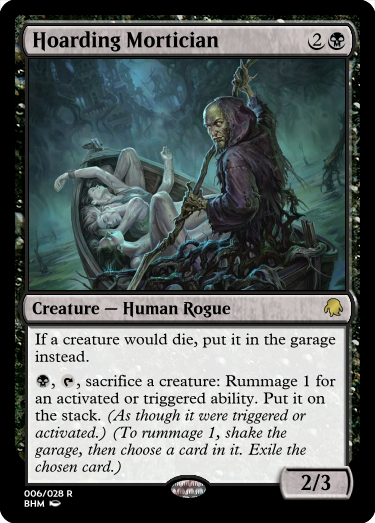 Hoarding Mortician 2
Creature — Human Rogue
If a creature would die, put it in the garage
instead.
, , sacrifice a creature: Rummage 1 for
an activated or triggered ability. Put it on
the stack. (As though it were triggered or
activated.) (To rummage 1, shake the
garage, then choose a card in it. Exile the
chosen card.)
2/3
006/028 R
BHM